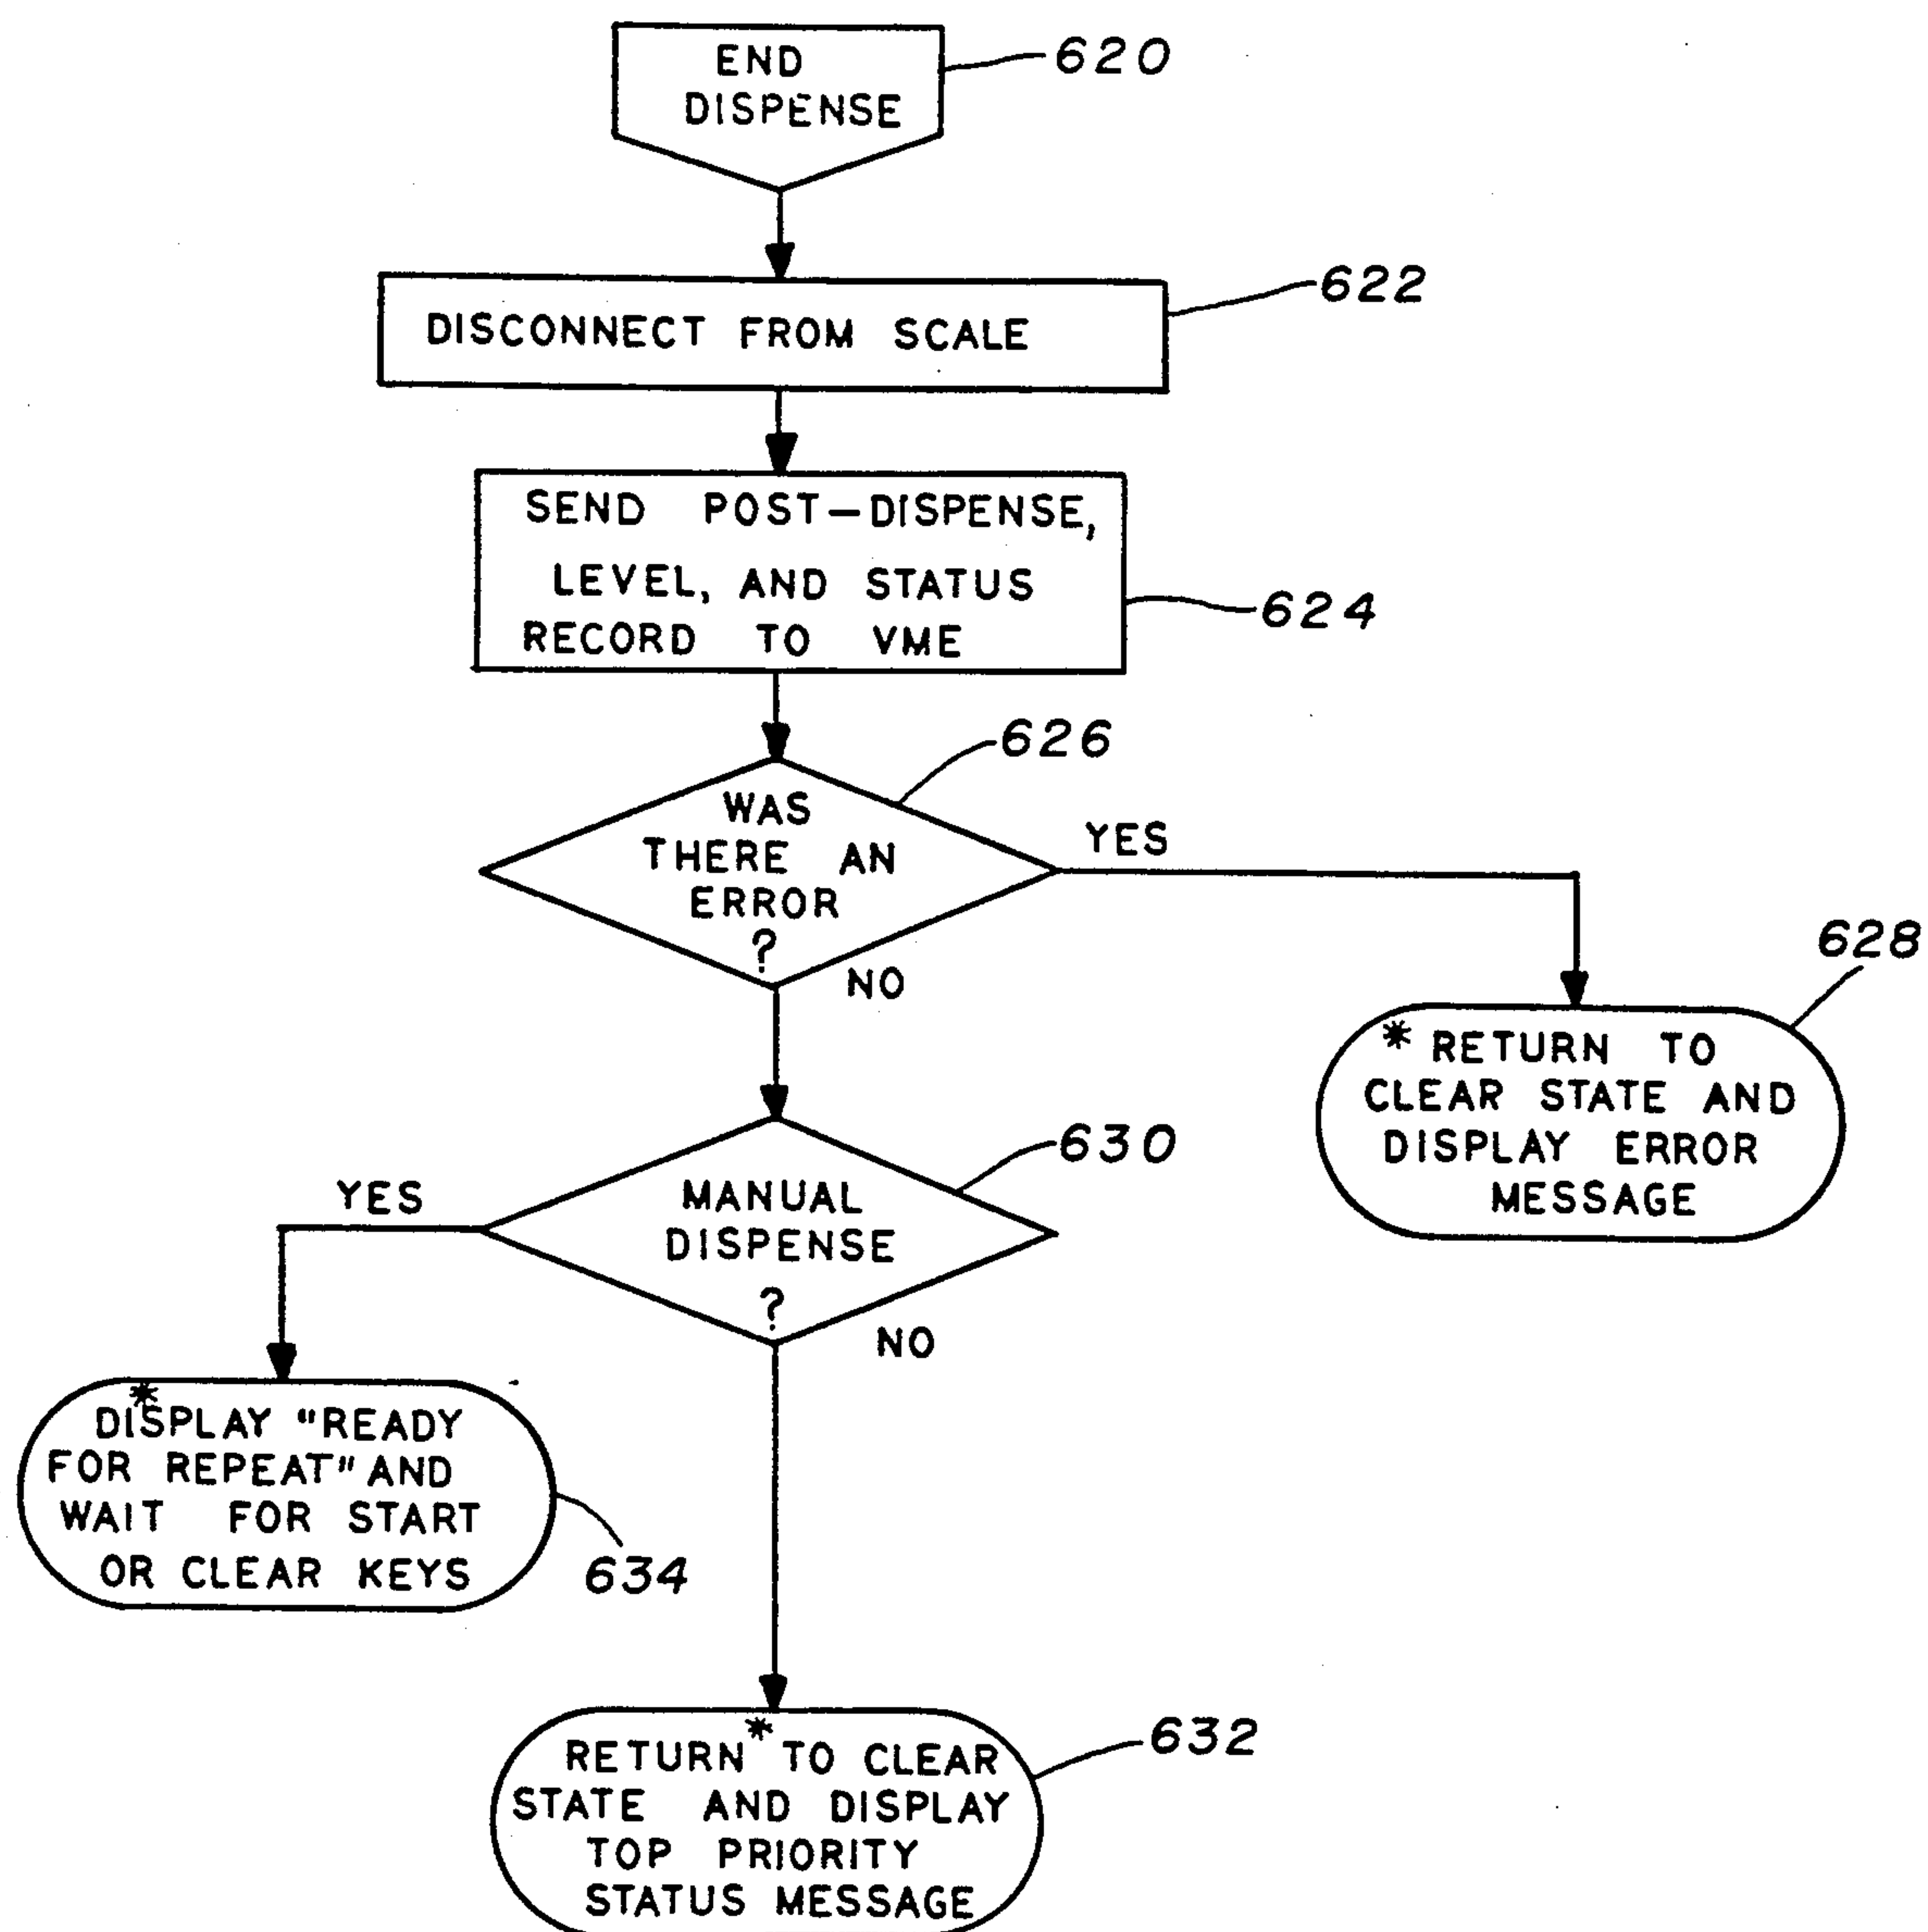 END
DISPENSE
620
DISCONNECT FROM SCALE
622
SEND POST-DISPENSE,
LEVEL, AND STATUS
RECORD TO VME
624
626
WAS
THERE AN
ERROR
?
YES
NO
628
* RETURN TO
CLEAR STATE AND
DISPLAY ERROR
MESSAGE
630
MANUAL
DISPENSE
?
YES
NO
*
DISPLAY "READY
FOR REPEAT" AND
WAIT FOR START
OR CLEAR KEYS
634
RETURN * TO CLEAR
STATE AND DISPLAY
TOP PRIORITY
STATUS MESSAGE
632